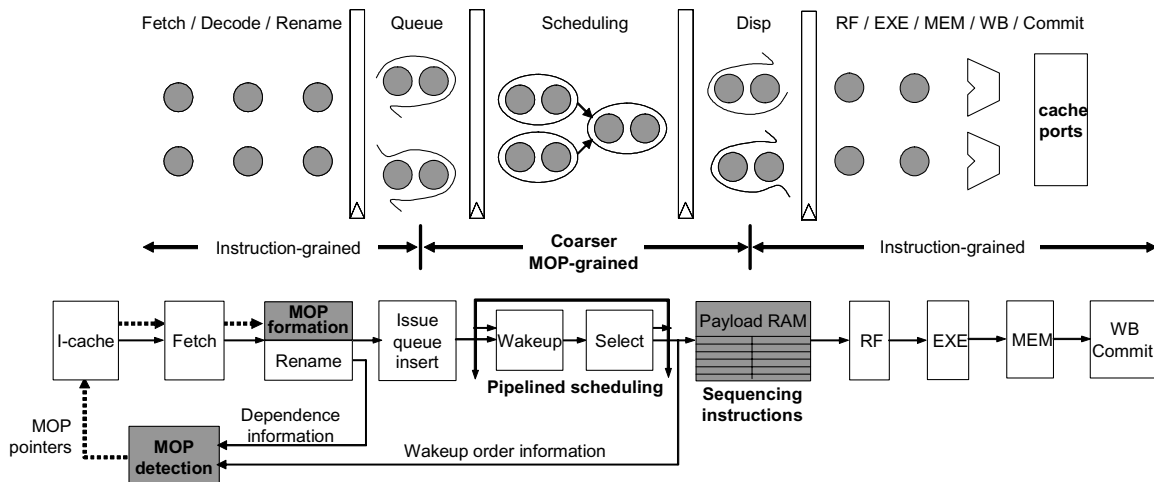 Fetch / Decode / Rename
Queue
Scheduling
Disp
RF / EXE / MEM / WB / Commit
cache
ports
Instruction-grained
Coarser
MOP-grained
Instruction-grained
I-cache
Fetch
MOP
formation
Rename
Issue
queue
insert
Wakeup
Select
Pipelined scheduling
Payload RAM
Sequencing
instructions
RF
EXE
MEM
WB
Commit
MOP
pointers
MOP
detection
Dependence
information
Wakeup order information